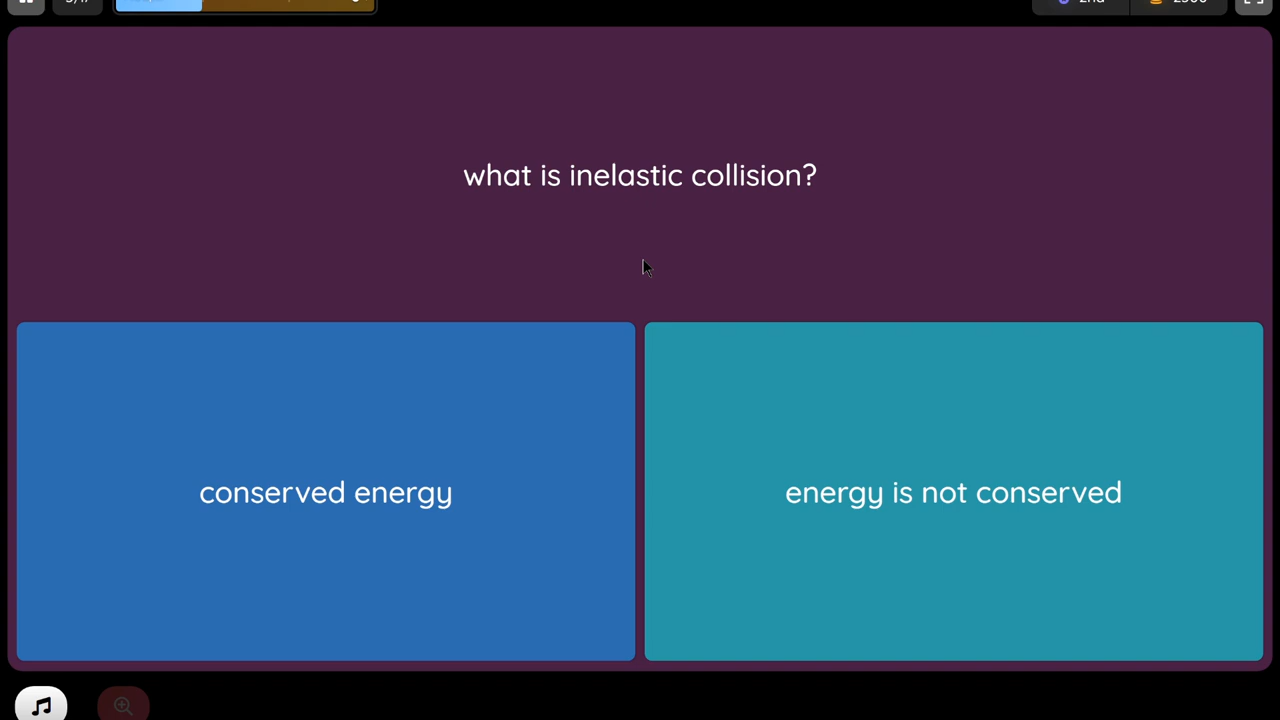 what is inelastic collision?
conserved energy
energy is not conserved